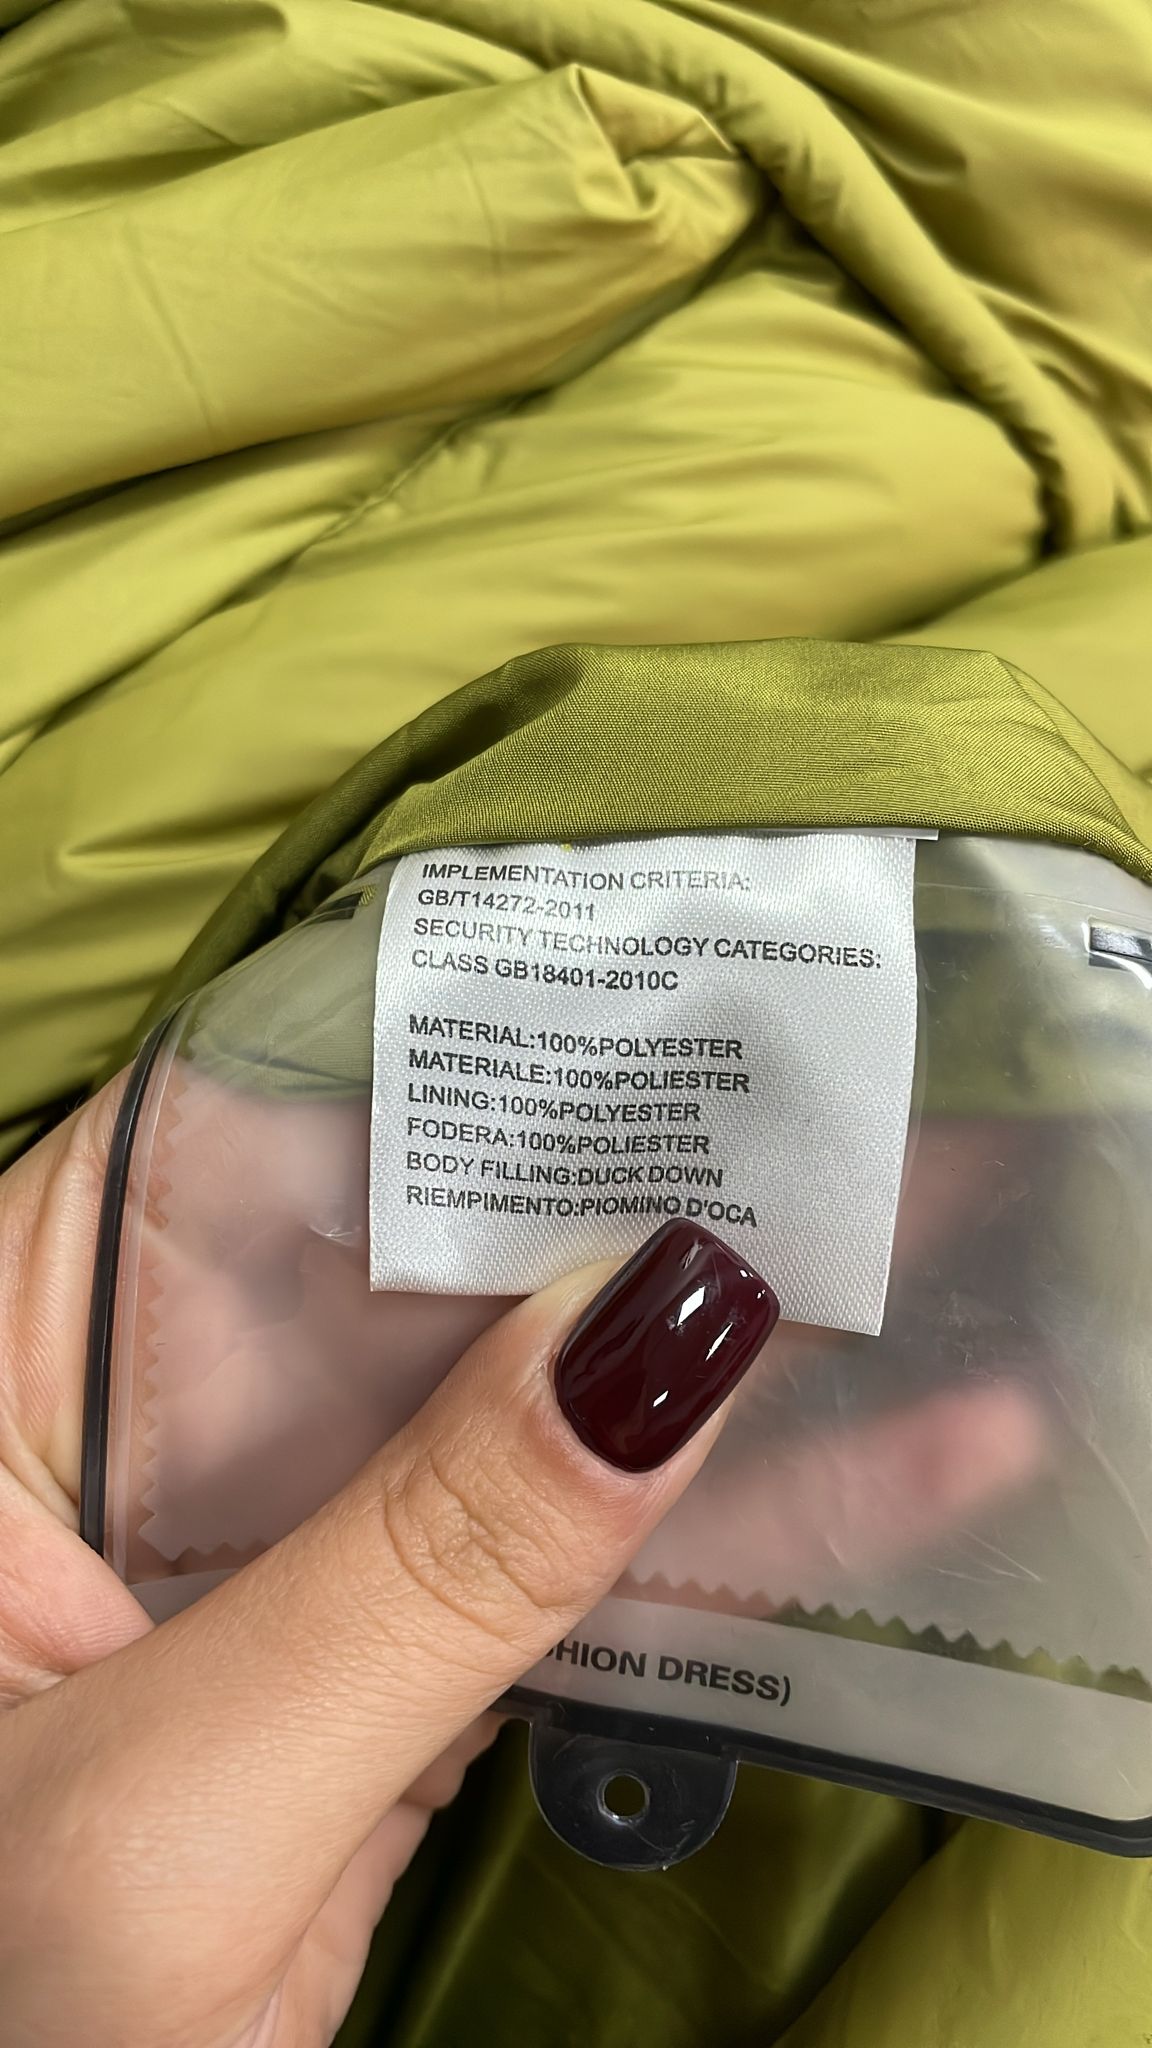 IMPLEMENTATION CRITERIA:
GB/T14272-2011
SECURITY TECHNOLOGY CATEGORIES:
CLASS GB18401-2010C
MATERIAL:100%POLYESTER
MATERIALE:100%POLIESTER
LINING:100%POLYESTER
FODERA:100%POLIESTER
BODY FILLING:DUCK DOWN
RIEMPIMENTO:PIOMINO D'OCA
DRESS)